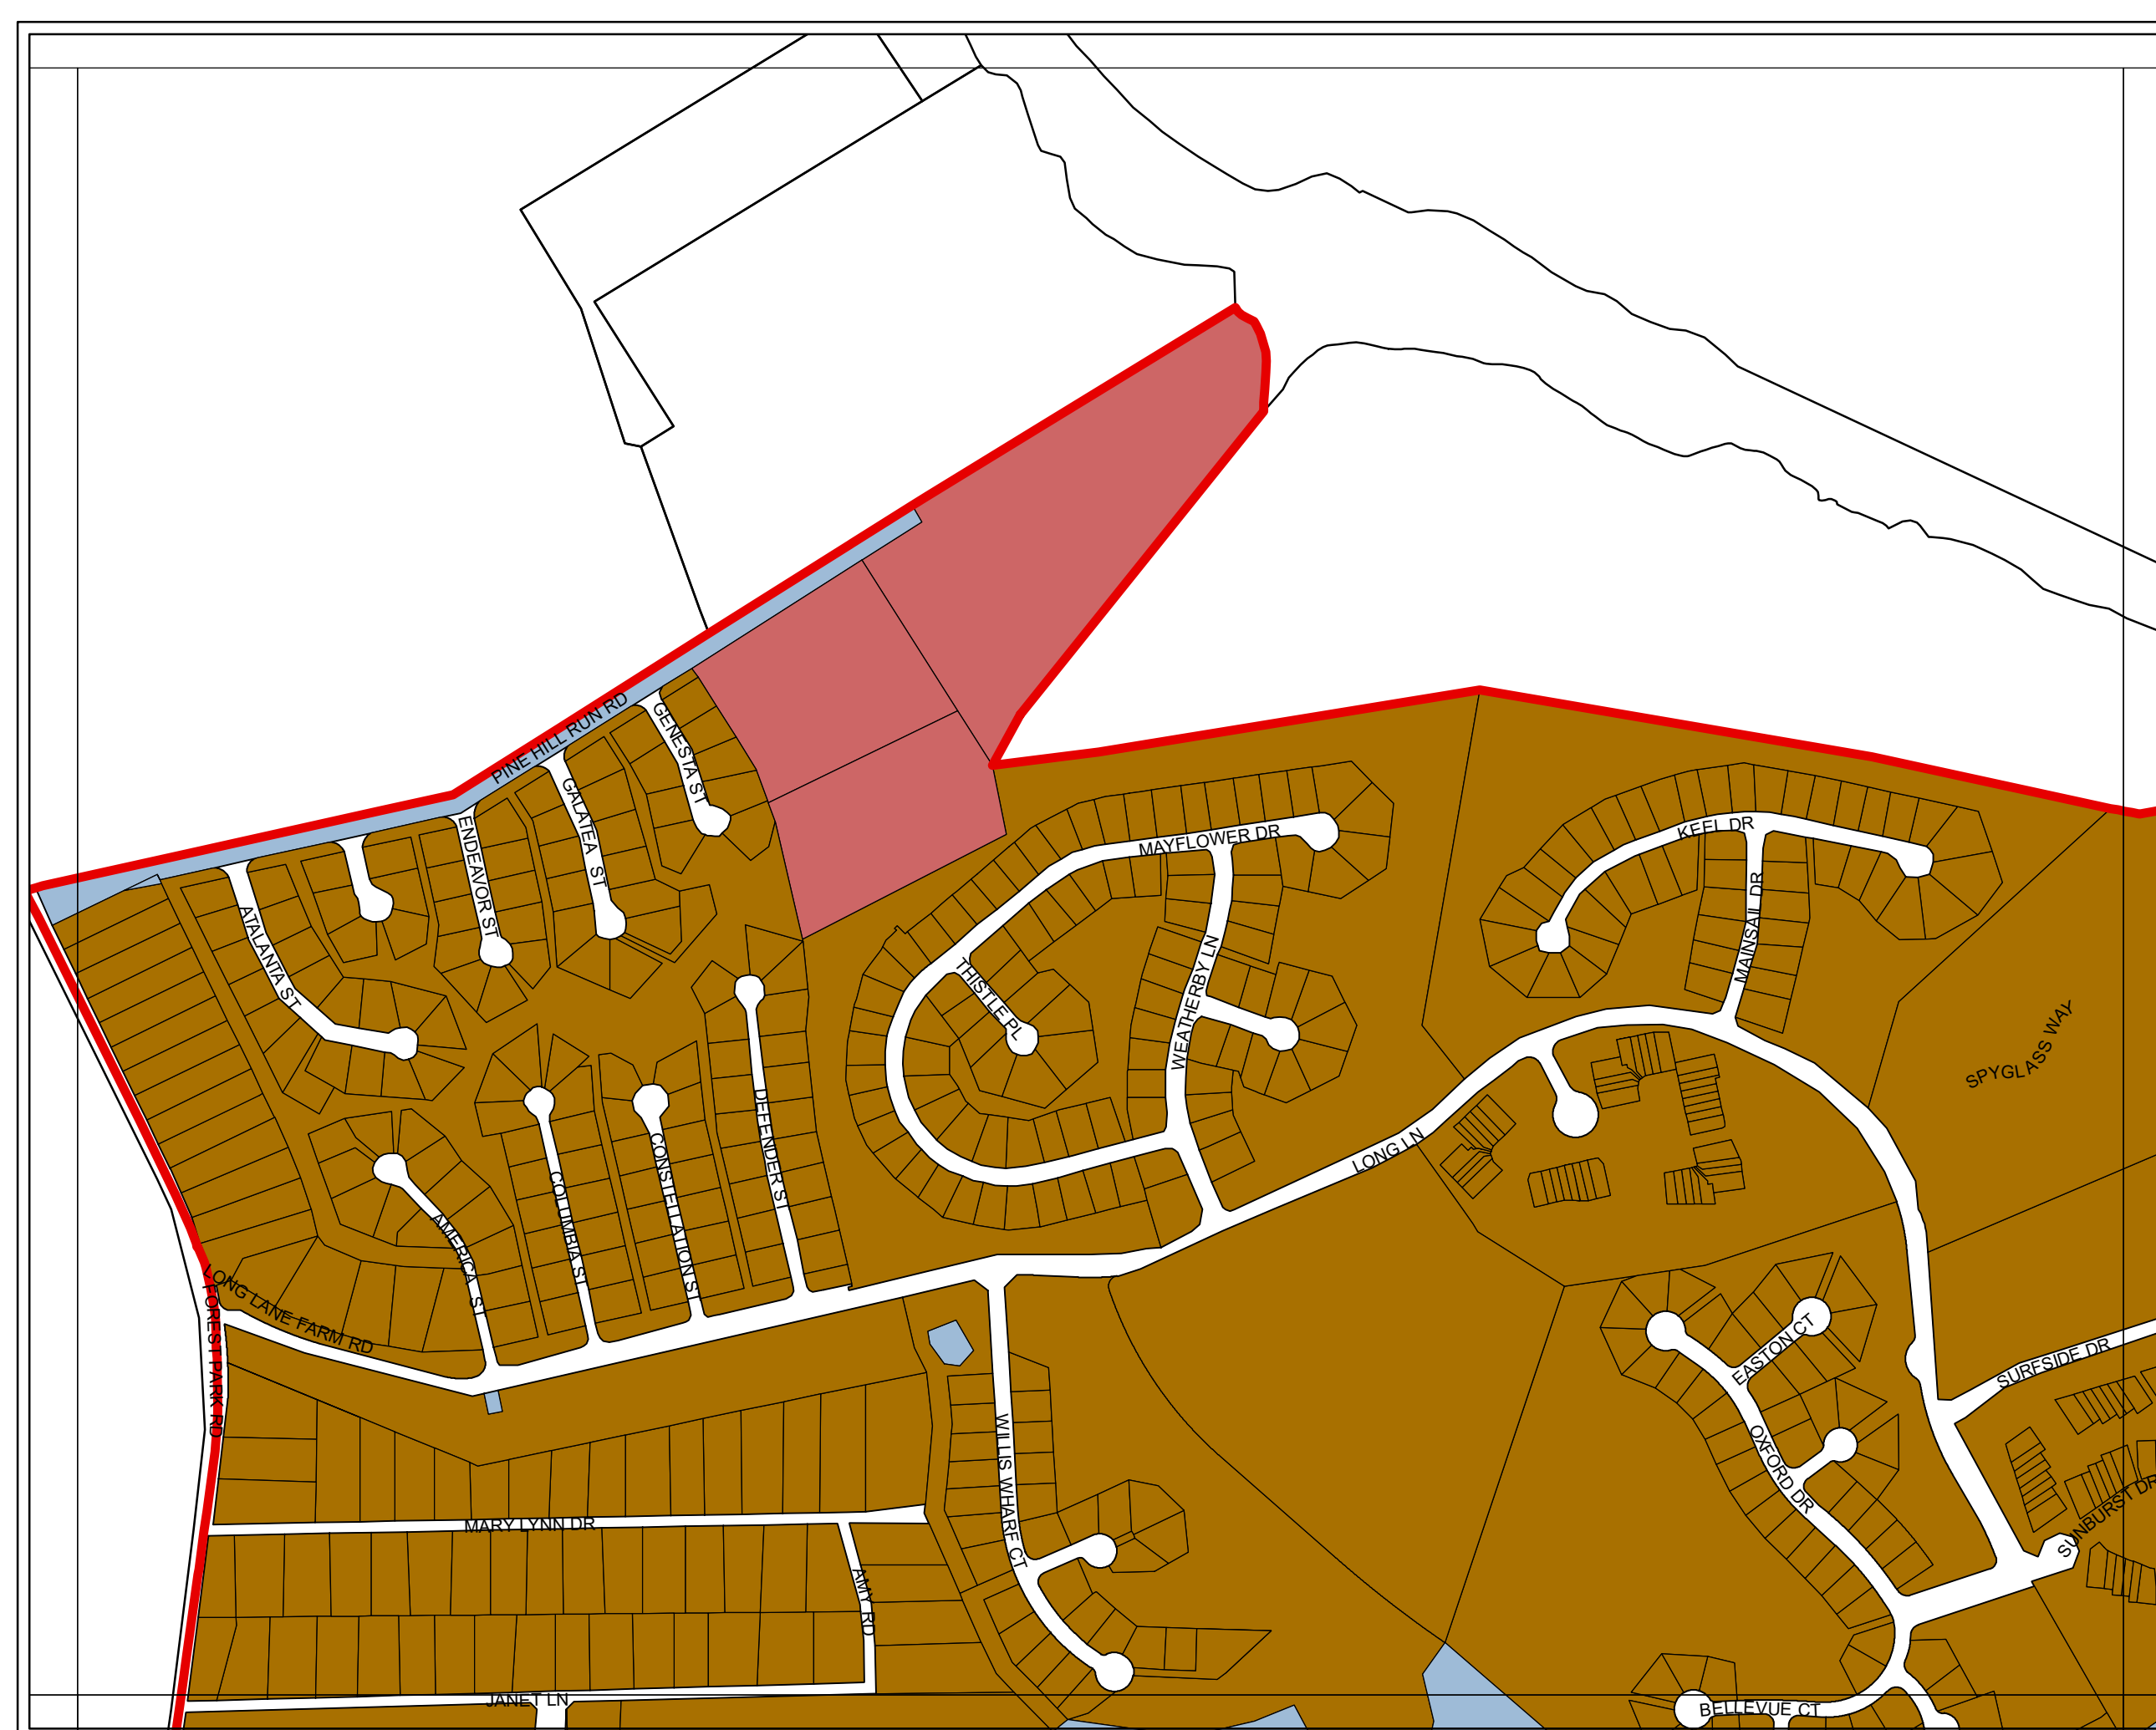 PINE HILL RUN RD
GENESTA ST
GALATEA ST
ENDEAVOR ST
ATALANTA ST
MAYFLOWER DR
KEEL DR
MAINSAIL DR
THISTLE PL
WEATHERBY LN
SPYGLASS WAY
DEFENDER ST
CONSTELLATION ST
COLUMBIA ST
AMERICA ST
LONG LN
LONG LANE FARM RD
FOREST PARK RD
EASTON CT
SURFSIDE DR
OXFORD DR
SUNBURST DR
WILLIS WHARF CT
MARY LYNN DR
AMY RD
JANET LN
BELLEVUE CT